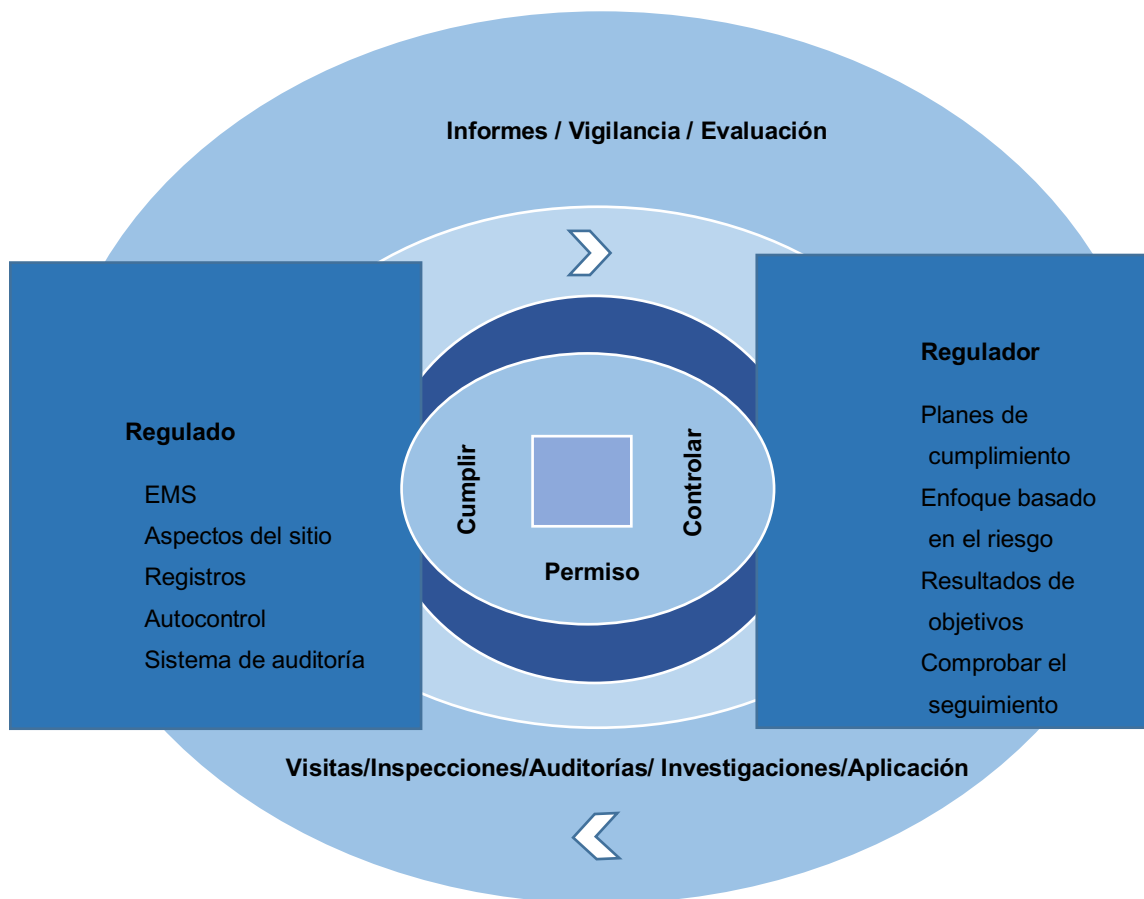 Informes / Vigilancia / Evaluación
Regulado
EMS
Aspectos del sitio
Registros
Autocontrol
Sistema de auditoría
Cumplir
Permiso
Controlar
Regulador
Planes de
cumplimiento
Enfoque basado
en el riesgo
Resultados de
objetivos
Comprobar el
seguimiento
Visitas/Inspecciones/Auditorías/ Investigaciones/Aplicación